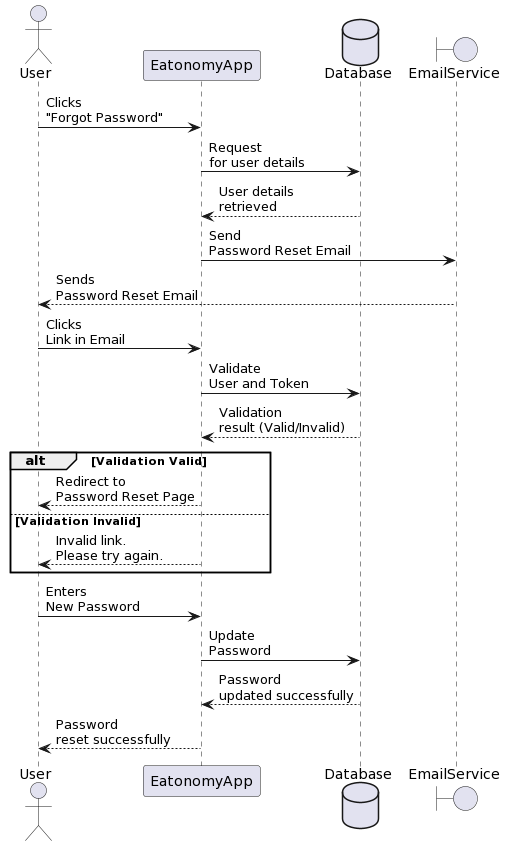 User
EatonomyApp
Database
EmailService
Clicks
"Forgot Password"
Request
for user details
User details
retrieved
Send
Password Reset Email
Sends
Password Reset Email
Clicks
Link in Email
Validate
User and Token
Validation
result (Valid/Invalid)
alt [Validation Valid]
Redirect to
Password Reset Page
[Validation Invalid]
Invalid link.
Please try again.
Enters
New Password
Update
Password
Password
updated successfully
Password
reset successfully
User
EatonomyApp
Database
EmailService